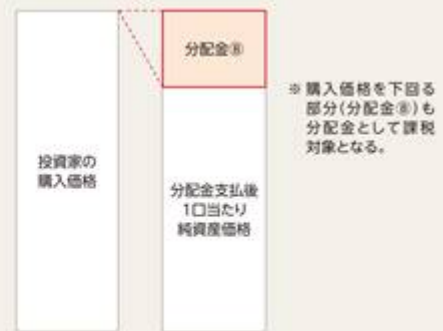 分配金⑧
※購入価格を下回る
部分(分配金⑧)も
分配金として課税
対象となる。
投資家の
購入価格
分配金支払後
1口当たり
純資産価格